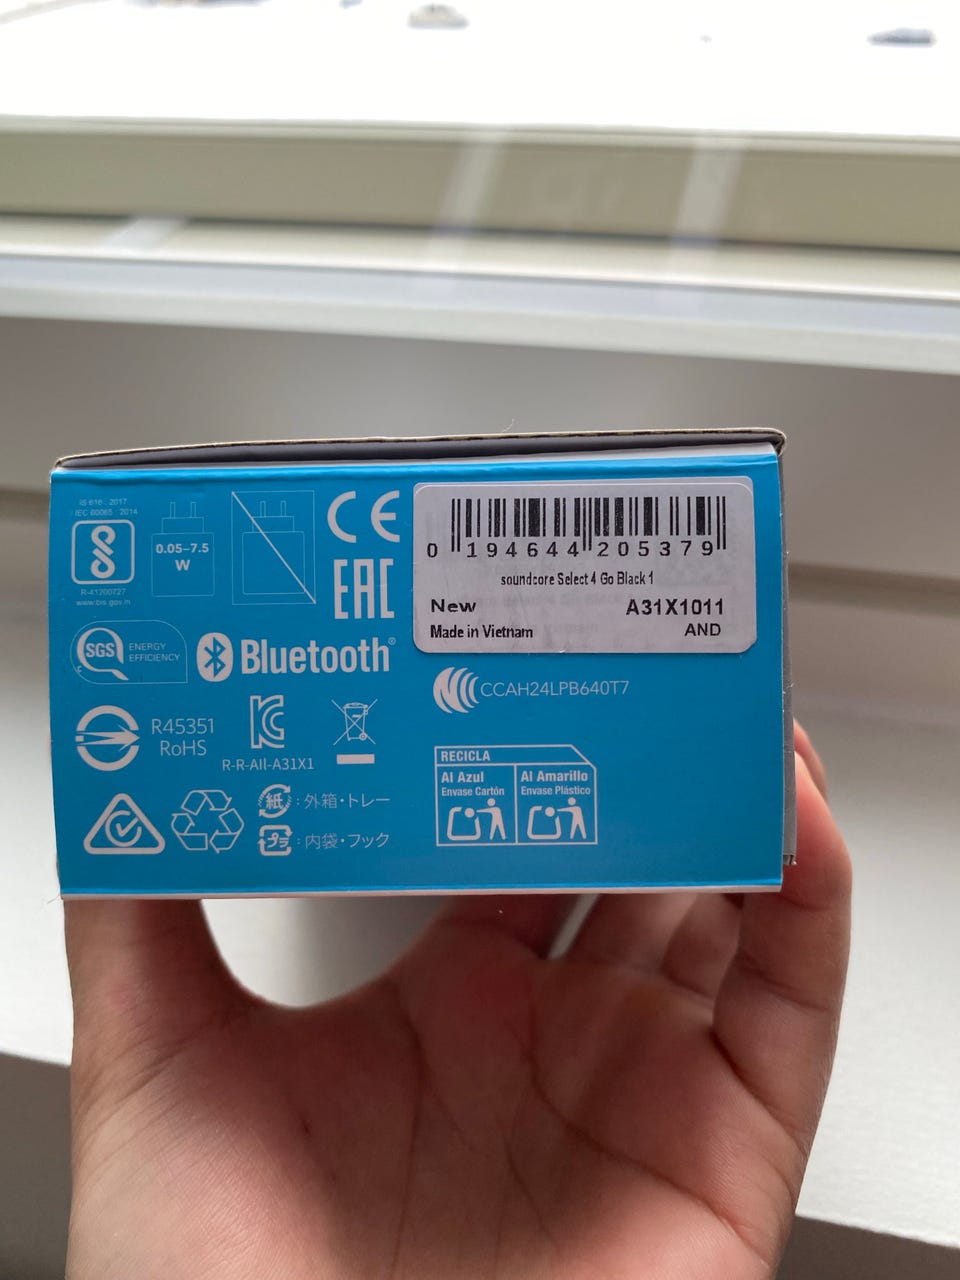 IS 616 : 2017
IEC 60065 : 2014
R-41200727
www.bis.gov.in
0.05–7.5
W
CE
EAC
0 194644 205379
soundcore Select 4 Go Black 1
New
A31X1011
Made in Vietnam
AND
SGS
ENERGY
EFFICIENCY
Bluetooth®
CCAH24LPB640T7
R45351
RoHS
R-R-AIl-A31X1
RECICLA
Al Azul
Envase Cartón
Al Amarillo
Envase Plástico
紙 : 外箱・トレー
プラ : 内袋・フック